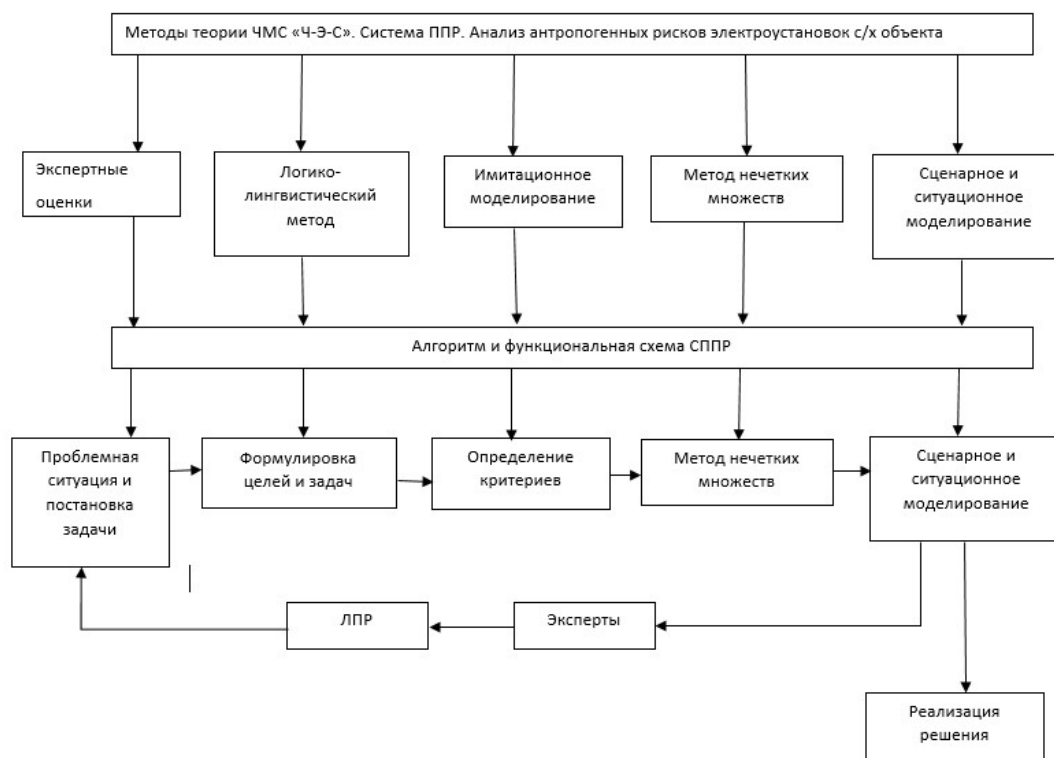 Методы теории ЧМС «Ч-Э-С». Система ППР. Анализ антропогенных рисков электроустановок с/х объекта
Экспертные
оценки
Логико-
лингвистический
метод
Имитационное
моделирование
Метод нечетких
множеств
Сценарное и
ситуационное
моделирование
Алгоритм и функциональная схема СППР
Проблемная
ситуация и
постановка
задачи
Формулировка
целей и задач
Определение
критериев
Метод нечетких
множеств
Сценарное и
ситуационное
моделирование
ЛПР
Эксперты
Реализация
решения